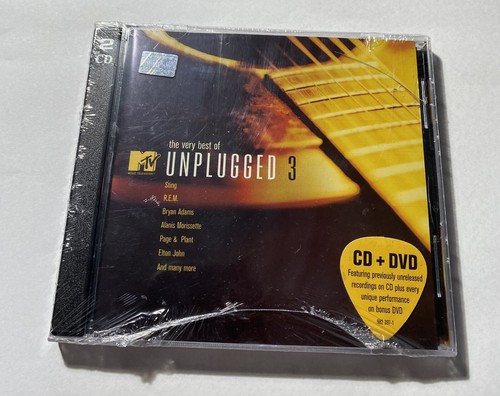 2
CD
the very best of
MTV
MUSIC TELEVISION
UNPLUGGED 3
Sting
R.E.M.
Bryan Adams
Alanis Morissette
Page & Plant
Elton John
And many more
CD + DVD
Featuring previously unreleased
recordings on CD plus every
unique performance
on bonus DVD